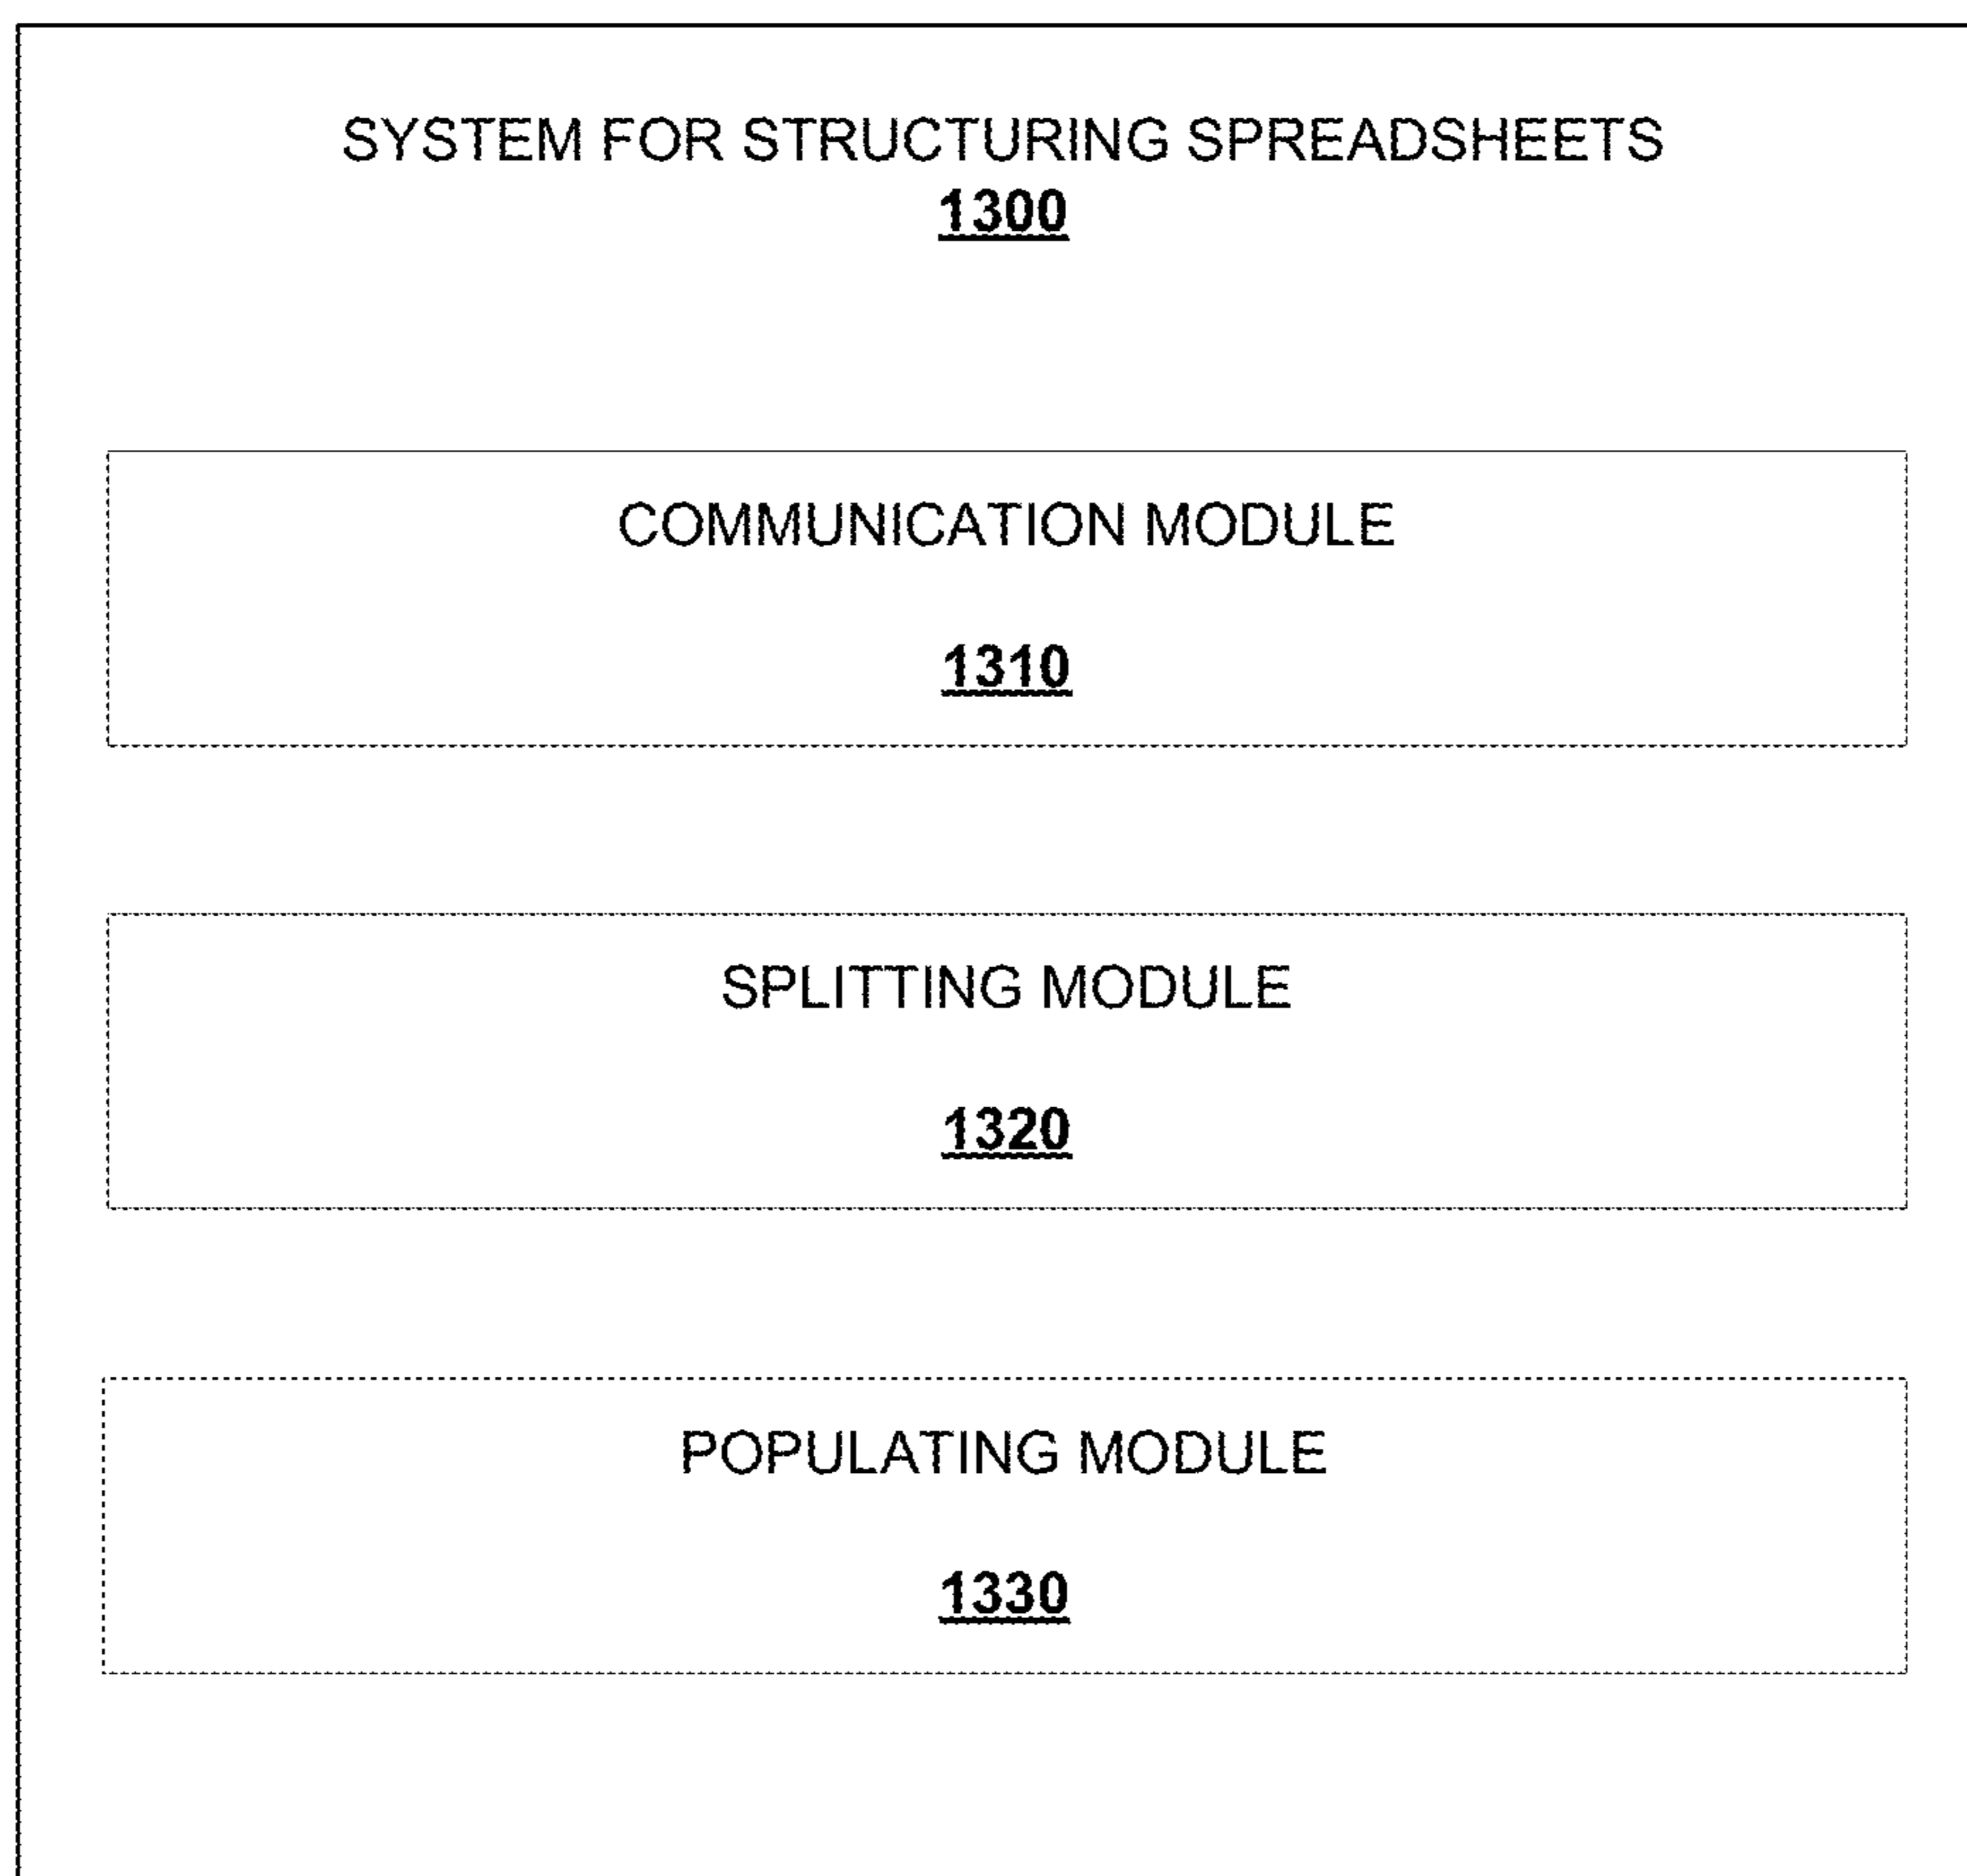 SYSTEM FOR STRUCTURING SPREADSHEETS
1300
COMMUNICATION MODULE
1310
SPLITTING MODULE
1320
POPULATING MODULE
1330